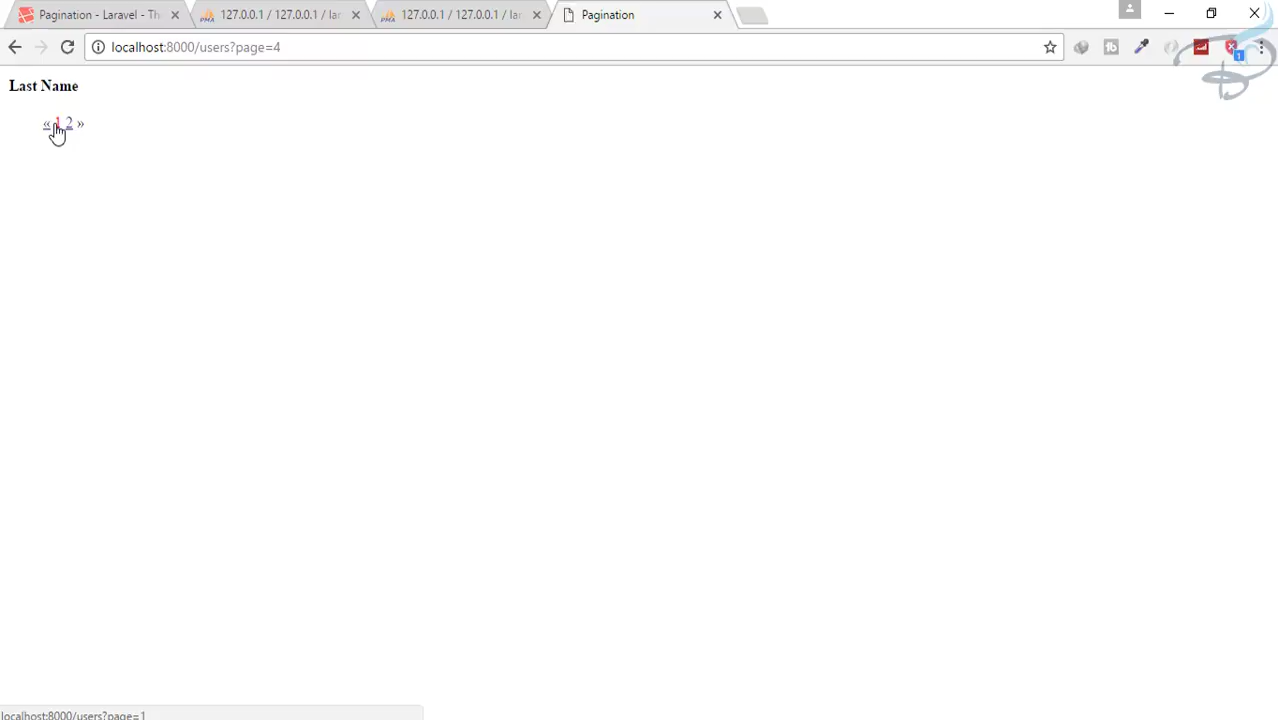 Pagination - Laravel - Th
127.0.0.1 / 127.0.0.1 / lar
127.0.0.1 / 127.0.0.1 / lar
Pagination
localhost:8000/users?page=4
1
Last Name
« 1 2 »
localhost:8000/users?page=1